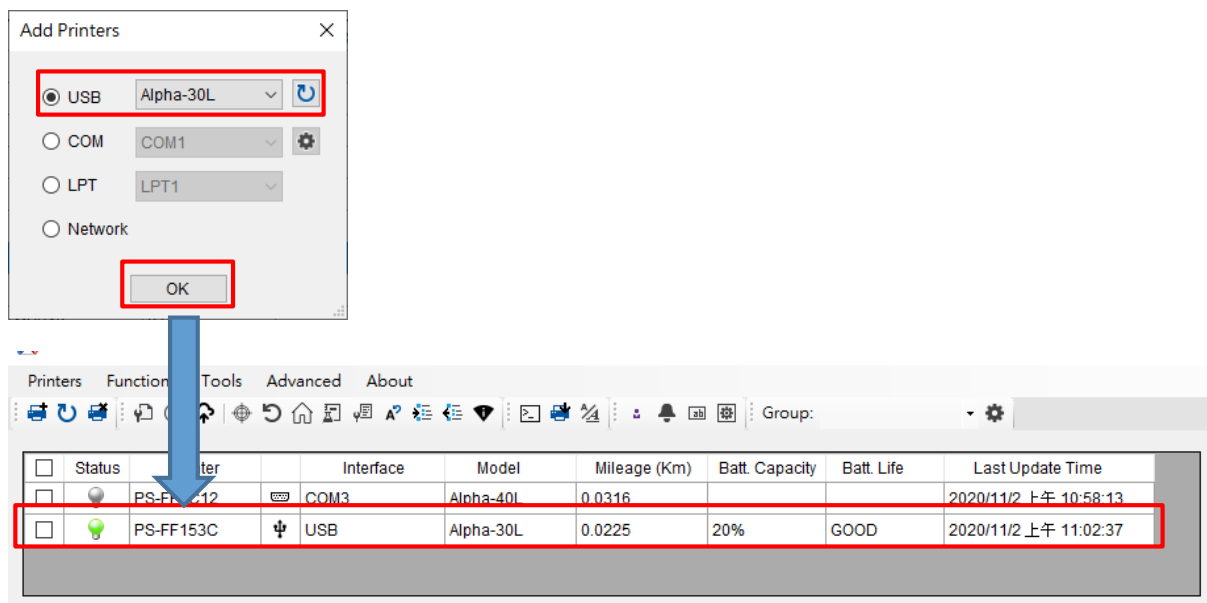 Add Printers
USB Alpha-30L
COM COM1
LPT LPT1
Network
OK
Printers Function Tools Advanced About
Group:
Status Interface Model Mileage (Km) Batt. Capacity Batt. Life Last Update Time
COM3 Alpha-40L 0.0316 2020/11/2 上午 10:58:13
PS-FF153C USB Alpha-30L 0.0225 20% GOOD 2020/11/2 上午 11:02:37